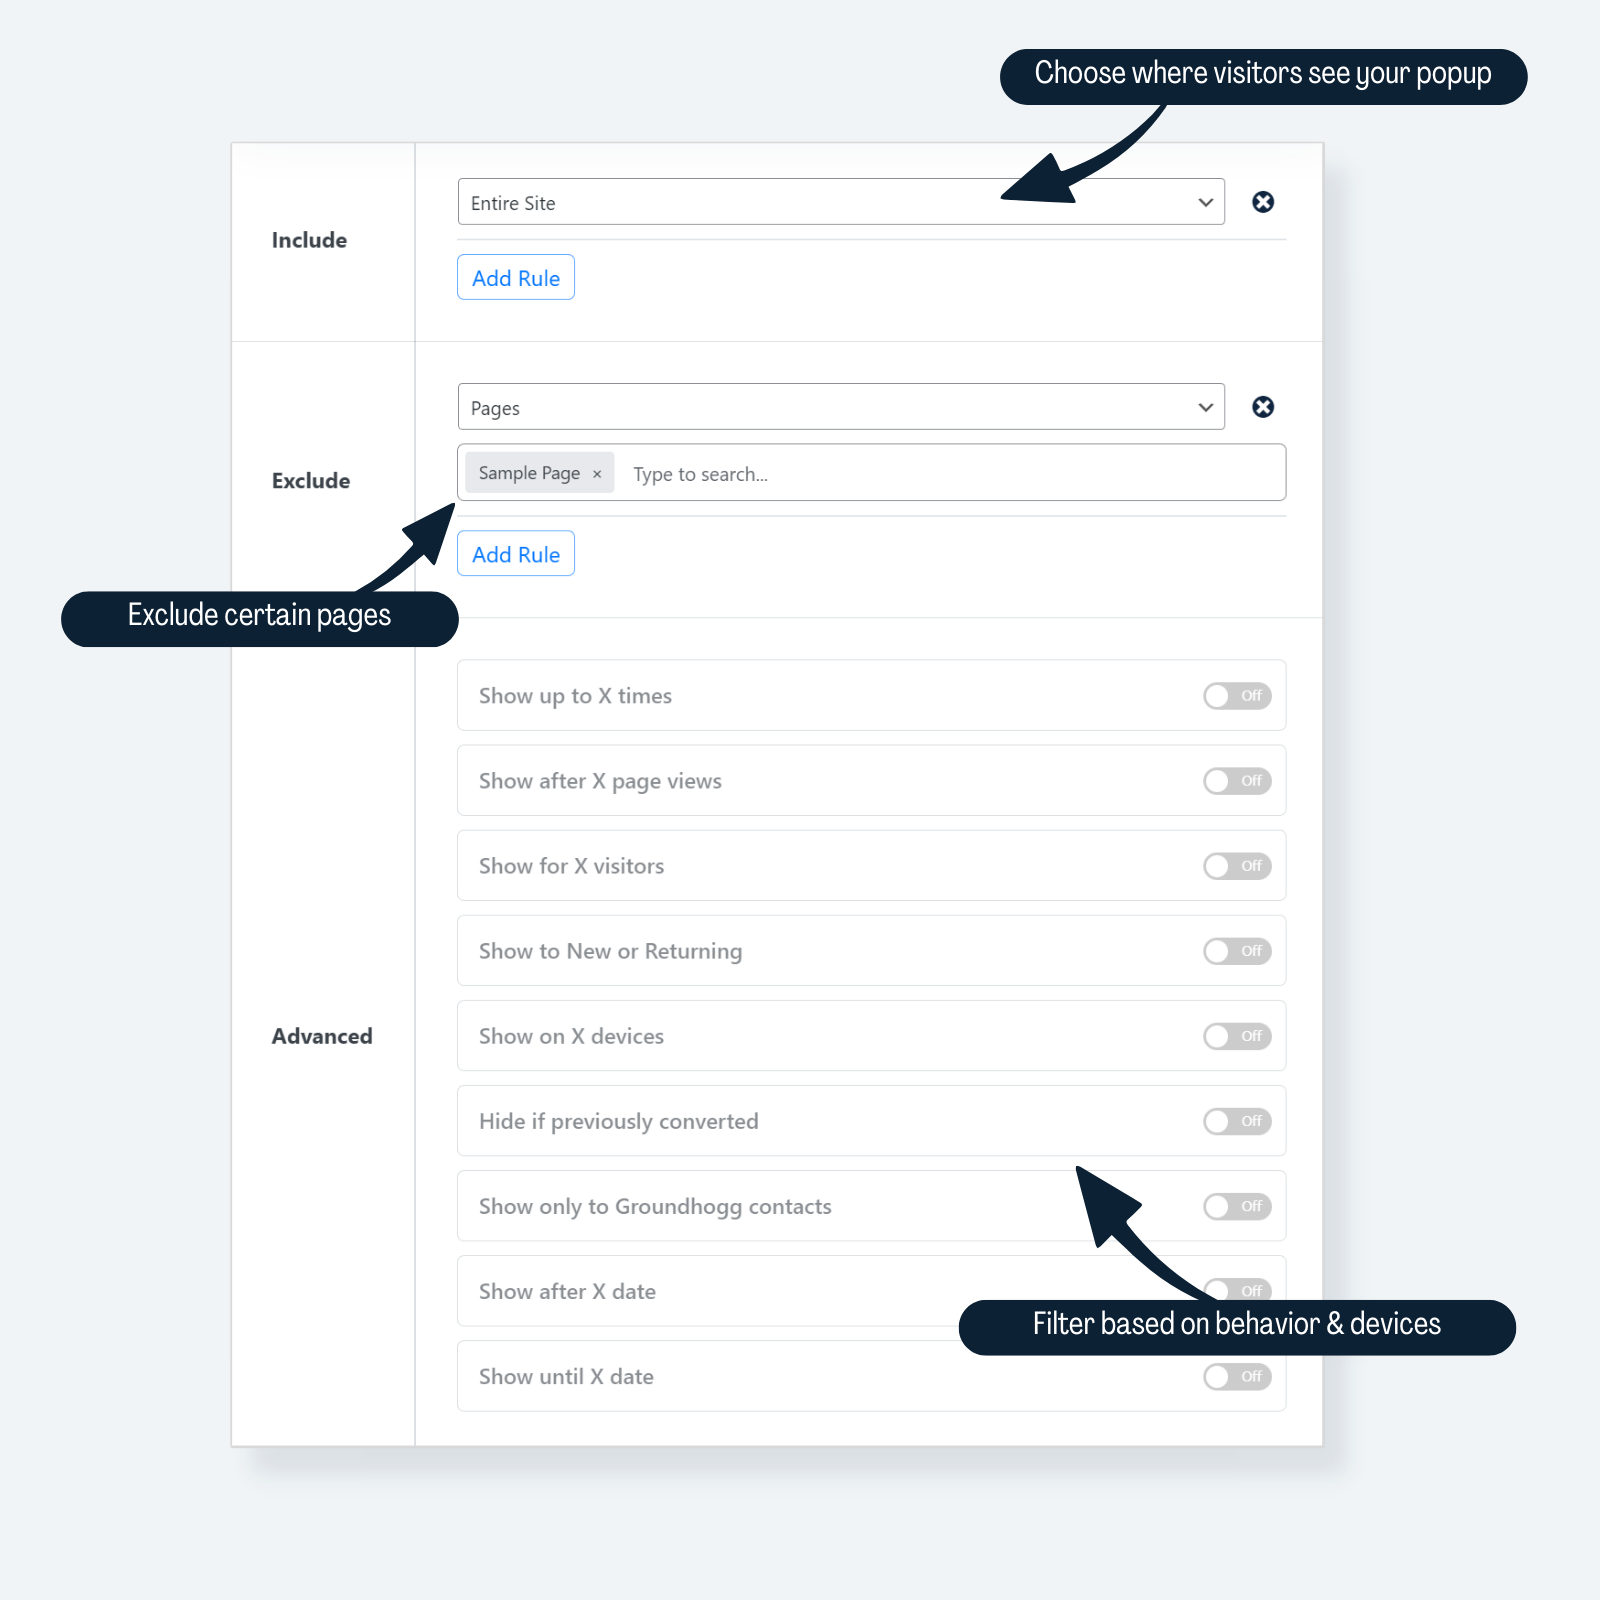 Choose where visitors see your popup
Include
Entire Site
Add Rule
Exclude
Pages
Sample Page × Type to search...
Add Rule
Exclude certain pages
Advanced
Show up to X times Off
Show after X page views Off
Show for X visitors Off
Show to New or Returning Off
Show on X devices Off
Hide if previously converted Off
Show only to Groundhogg contacts Off
Show after X date Off
Filter based on behavior & devices
Show until X date Off